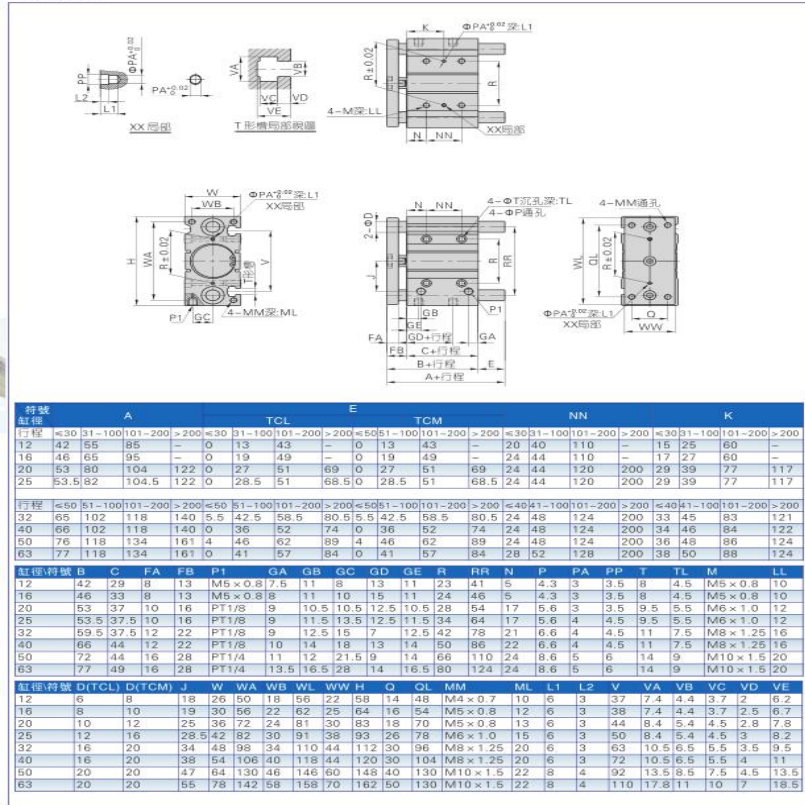 K
ΦPA+0.02 0 深:L1
R±0.02
R
4-M深:LL
N NN
XX局部
PP
ΦPA+0.02 0
L2
L1
PA+0.02 0
XX局部
VA
VB
VC VD
VE
T形槽局部視圖
W
WB
ΦPA+0.02 0 深:L1
XX局部
H
WA
R±0.02
V
T形槽
P1
GC
4-MM深:ML
N NN
4-ΦT沉孔深:TL
4-ΦP通孔
2-ΦD
J
R
RR
P1
GB
GE
FA
GD+行程
GA
FB
C+行程
B+行程
E
A+行程
4-MM通孔
WL
QL
R±0.02
ΦPA+0.02 0 深:L1
XX局部
Q
WW
符號 缸徑 A E NN K
TCL TCM
行程 ≤30 31~100 101~200 >200 ≤30 31~100 101~200 >200 ≤50 51~100 101~200 >200 ≤30 31~100 101~200 >200 ≤30 31~100 101~200 >200
12 42 55 85 – 0 13 43 – 0 13 43 – 20 40 110 – 15 25 60 –
16 46 65 95 – 0 19 49 – 0 19 49 – 24 44 110 – 17 27 60 –
20 53 80 104 122 0 27 51 69 0 27 51 69 24 44 120 200 29 39 77 117
25 53.5 82 104.5 122 0 28.5 51 68.5 0 28.5 51 68.5 24 44 120 200 29 39 77 117
行程 ≤50 51~100 101~200 >200 ≤50 51~100 101~200 >200 ≤50 51~100 101~200 >200 ≤40 41~100 101~200 >200 ≤40 41~100 101~200 >200
32 65 102 118 140 5.5 42.5 58.5 80.5 5.5 42.5 58.5 80.5 24 48 124 200 33 45 83 121
40 66 102 118 140 0 36 52 74 0 36 52 74 24 48 124 200 34 46 84 122
50 76 118 134 161 4 46 62 89 4 46 62 89 24 48 124 200 36 48 86 124
63 77 118 134 161 0 41 57 84 0 41 57 84 28 52 128 200 38 50 88 124
缸徑\符號 B C FA FB P1 GA GB GC GD GE R RR N P PA PP T TL M LL
12 42 29 8 13 M5×0.8 7.5 11 8 13 11 23 41 5 4.3 3 3.5 8 4.5 M5×0.8 10
16 46 33 8 13 M5×0.8 8 11 10 15 11 24 46 5 4.3 3 3.5 8 4.5 M5×0.8 10
20 53 37 10 16 PT1/8 9 10.5 10.5 12.5 10.5 28 54 17 5.6 3 3.5 9.5 5.5 M6×1.0 12
25 53.5 37.5 10 16 PT1/8 9 11.5 13.5 12.5 11.5 34 64 17 5.6 4 4.5 9.5 5.5 M6×1.0 12
32 59.5 37.5 12 22 PT1/8 9 12.5 15 7 12.5 42 78 21 6.6 4 4.5 11 7.5 M8×1.25 16
40 66 44 12 22 PT1/8 10 14 18 13 14 50 86 22 6.6 4 4.5 11 7.5 M8×1.25 16
50 72 44 16 28 PT1/4 11 12 21.5 9 14 66 110 24 8.6 5 6 14 9 M10×1.5 20
63 77 49 16 28 PT1/4 13.5 16.5 28 14 16.5 80 124 24 8.6 5 6 14 9 M10×1.5 20
缸徑\符號 D(TCL) D(TCM) J W WA WB WL WW H Q QL MM ML L1 L2 V VA VB VC VD VE
12 6 8 18 26 50 18 56 22 58 14 48 M4×0.7 10 6 3 37 7.4 4.4 3.7 2 6.2
16 8 10 19 30 56 22 62 25 64 16 54 M5×0.8 12 6 3 38 7.4 4.4 3.7 2.5 6.7
20 10 12 25 36 72 24 81 30 83 18 70 M5×0.8 13 6 3 44 8.4 5.4 4.5 2.8 7.8
25 12 16 28.5 42 82 30 91 38 93 26 78 M6×1.0 15 6 3 50 8.4 5.4 4.5 3 8.2
32 16 20 34 48 98 34 110 44 112 30 96 M8×1.25 20 6 3 63 10.5 6.5 5.5 3.5 9.5
40 16 20 38 54 106 40 118 44 120 30 104 M8×1.25 20 6 3 72 10.5 6.5 5.5 4 11
50 20 20 47 64 130 46 146 60 148 40 130 M10×1.5 22 8 4 92 13.5 8.5 7.5 4.5 13.5
63 20 20 55 78 142 58 158 70 162 50 130 M10×1.5 22 8 4 110 17.8 11 10 7 18.5